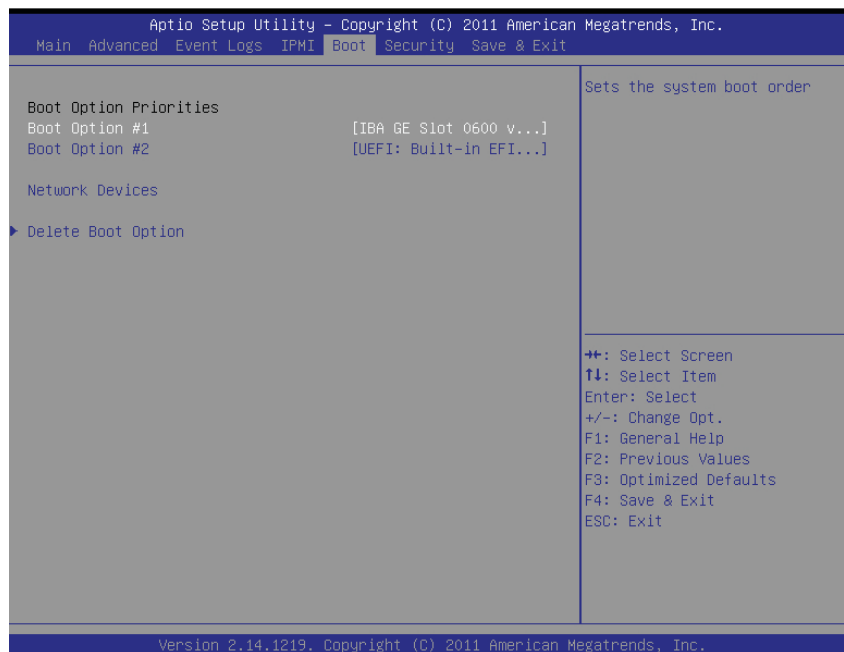 Aptio Setup Utility – Copyright (C) 2011 American Megatrends, Inc.
Main Advanced Event Logs IPMI Boot Security Save & Exit
Sets the system boot order
Boot Option Priorities
Boot Option #1 [IBA GE Slot 0600 v...]
Boot Option #2 [UEFI: Built-in EFI...]
Network Devices
Delete Boot Option
→←: Select Screen
↑↓: Select Item
Enter: Select
+/-: Change Opt.
F1: General Help
F2: Previous Values
F3: Optimized Defaults
F4: Save & Exit
ESC: Exit
Version 2.14.1219. Copyright (C) 2011 American Megatrends, Inc.